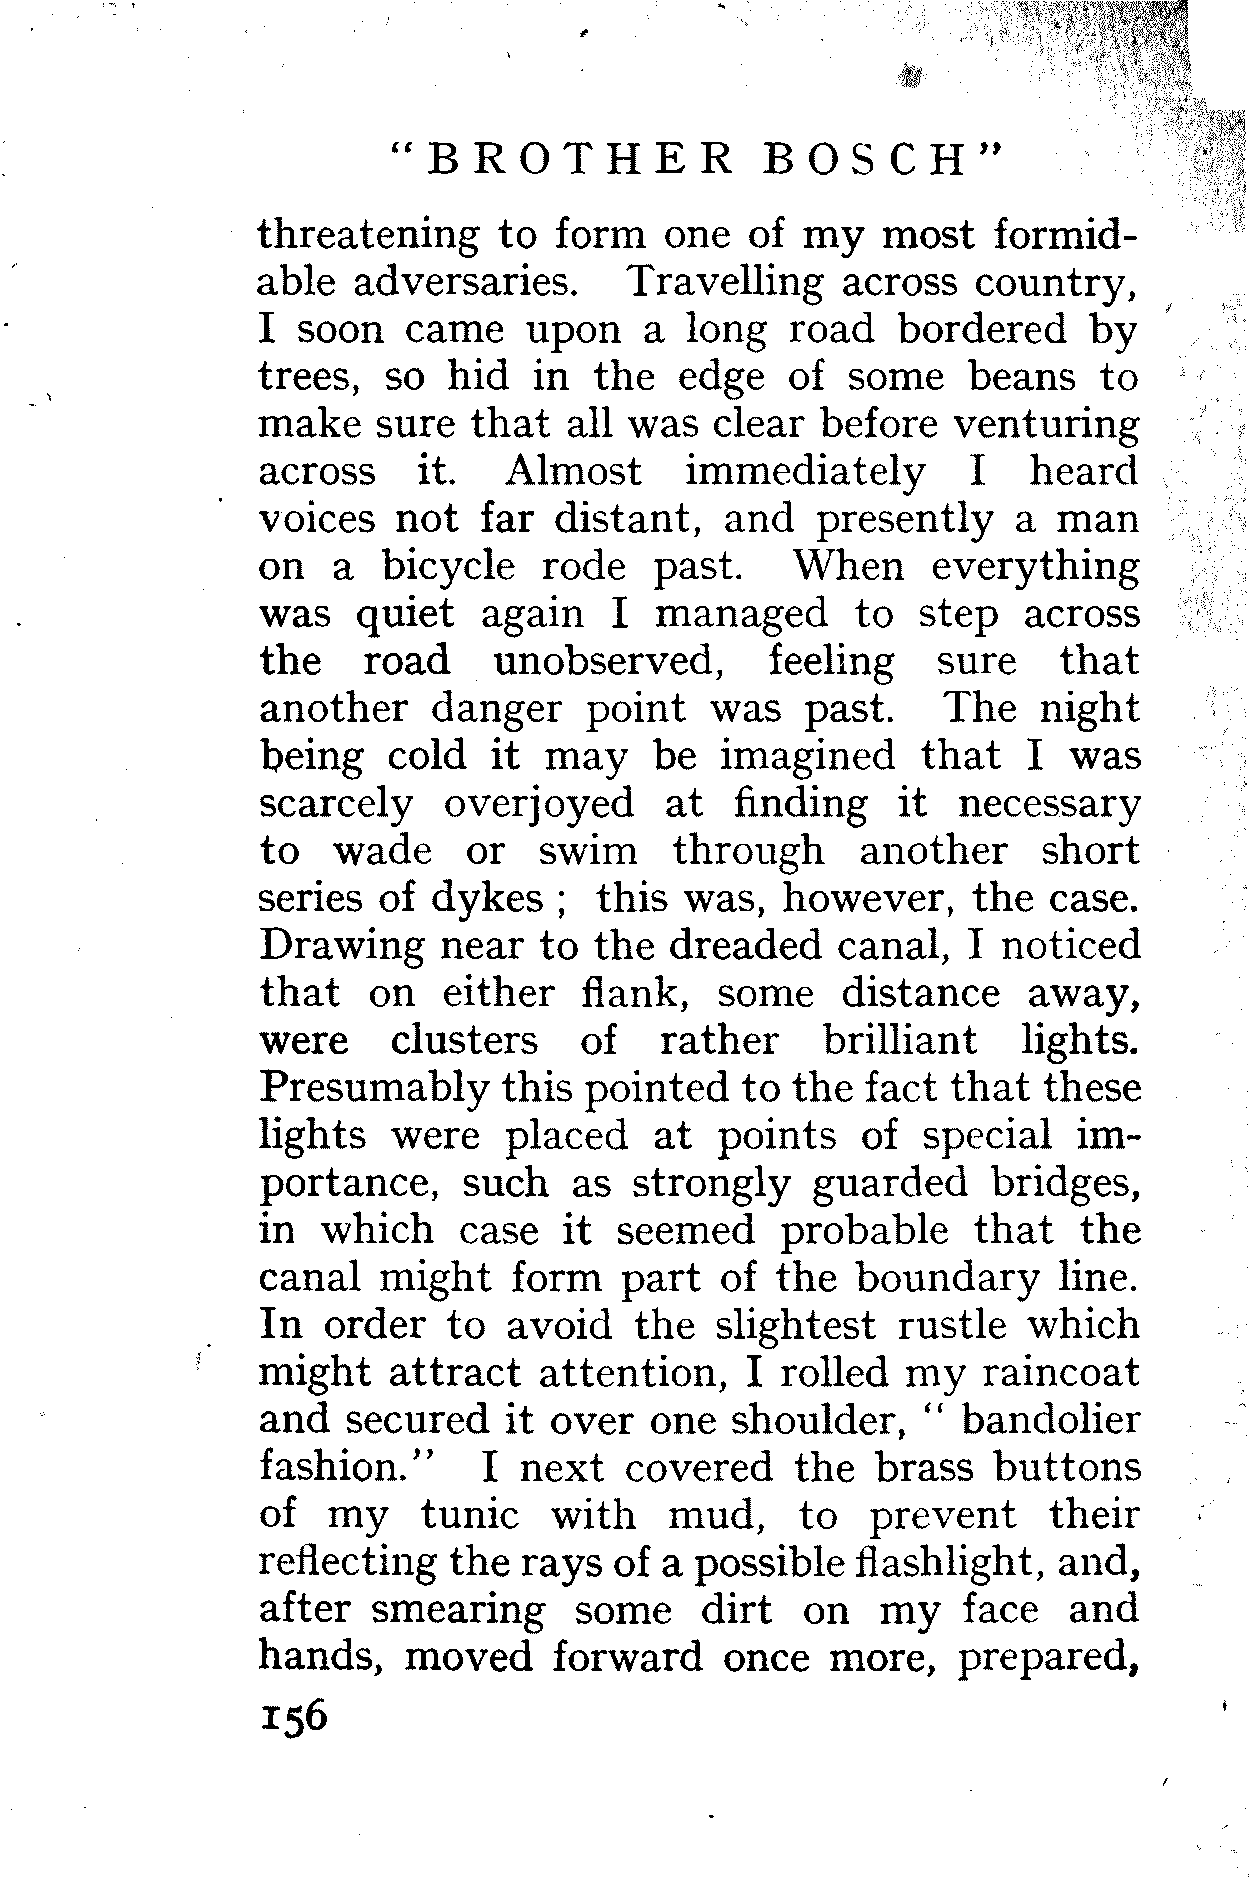 "BROTHER BOSCH"
threatening to form one of my most formid-
able adversaries. Travelling across country,
I soon came upon a long road bordered by
trees, so hid in the edge of some beans to
make sure that all was clear before venturing
across it. Almost immediately I heard
voices not far distant, and presently a man
on a bicycle rode past. When everything
was quiet again I managed to step across
the road unobserved, feeling sure that
another danger point was past. The night
being cold it may be imagined that I was
scarcely overjoyed at finding it necessary
to wade or swim through another short
series of dykes ; this was, however, the case.
Drawing near to the dreaded canal, I noticed
that on either flank, some distance away,
were clusters of rather brilliant lights.
Presumably this pointed to the fact that these
lights were placed at points of special im-
portance, such as strongly guarded bridges,
in which case it seemed probable that the
canal might form part of the boundary line.
In order to avoid the slightest rustle which
might attract attention, I rolled my raincoat
and secured it over one shoulder, " bandolier
fashion." I next covered the brass buttons
of my tunic with mud, to prevent their
reflecting the rays of a possible flashlight, and,
after smearing some dirt on my face and
hands, moved forward once more, prepared,
156